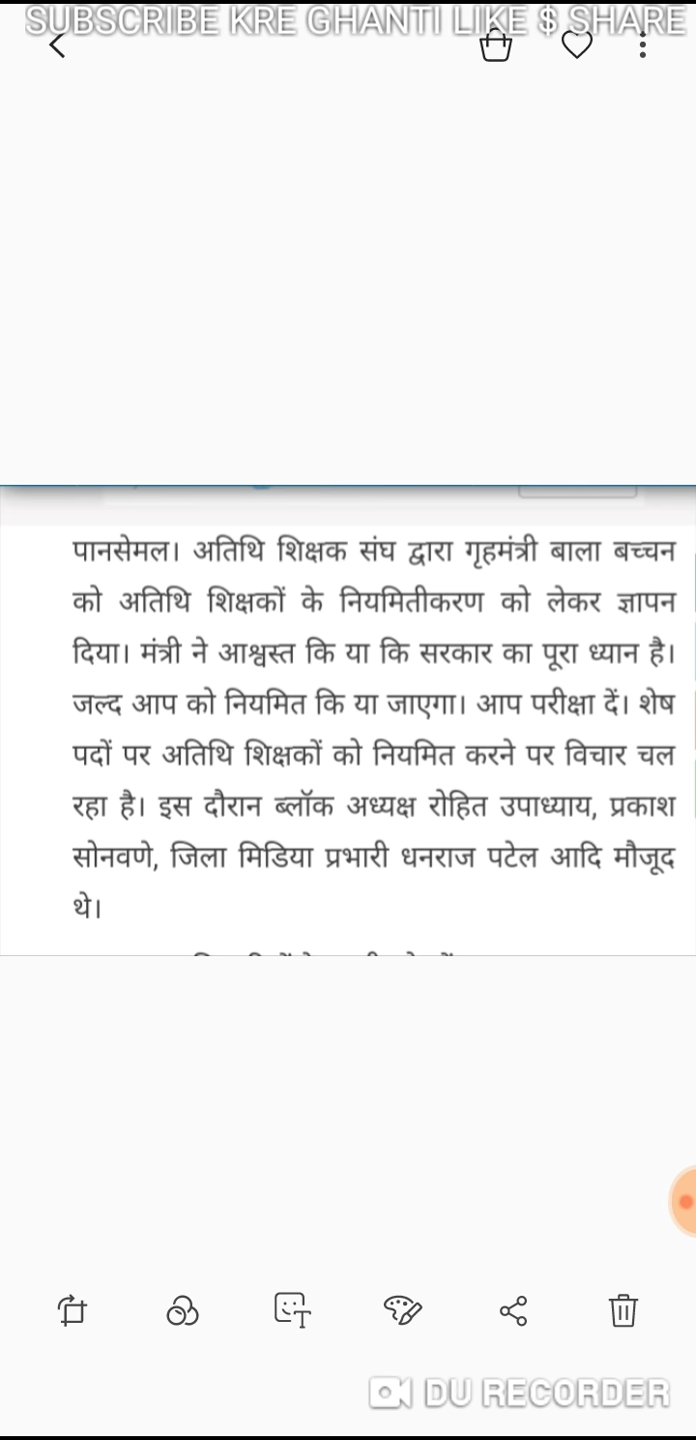 SUBSCRIBE KRE GHANTI LIKE $ SHARE
पानसेमल। अतिथि शिक्षक संघ द्वारा गृहमंत्री बाला बच्चन
को अतिथि शिक्षकों के नियमितीकरण को लेकर ज्ञापन
दिया। मंत्री ने आश्वस्त कि या कि सरकार का पूरा ध्यान है।
जल्द आप को नियमित कि या जाएगा। आप परीक्षा दें। शेष
पदों पर अतिथि शिक्षकों को नियमित करने पर विचार चल
रहा है। इस दौरान ब्लॉक अध्यक्ष रोहित उपाध्याय, प्रकाश
सोनवणे, जिला मिडिया प्रभारी धनराज पटेल आदि मौजूद
थे।
T
DU RECORDER